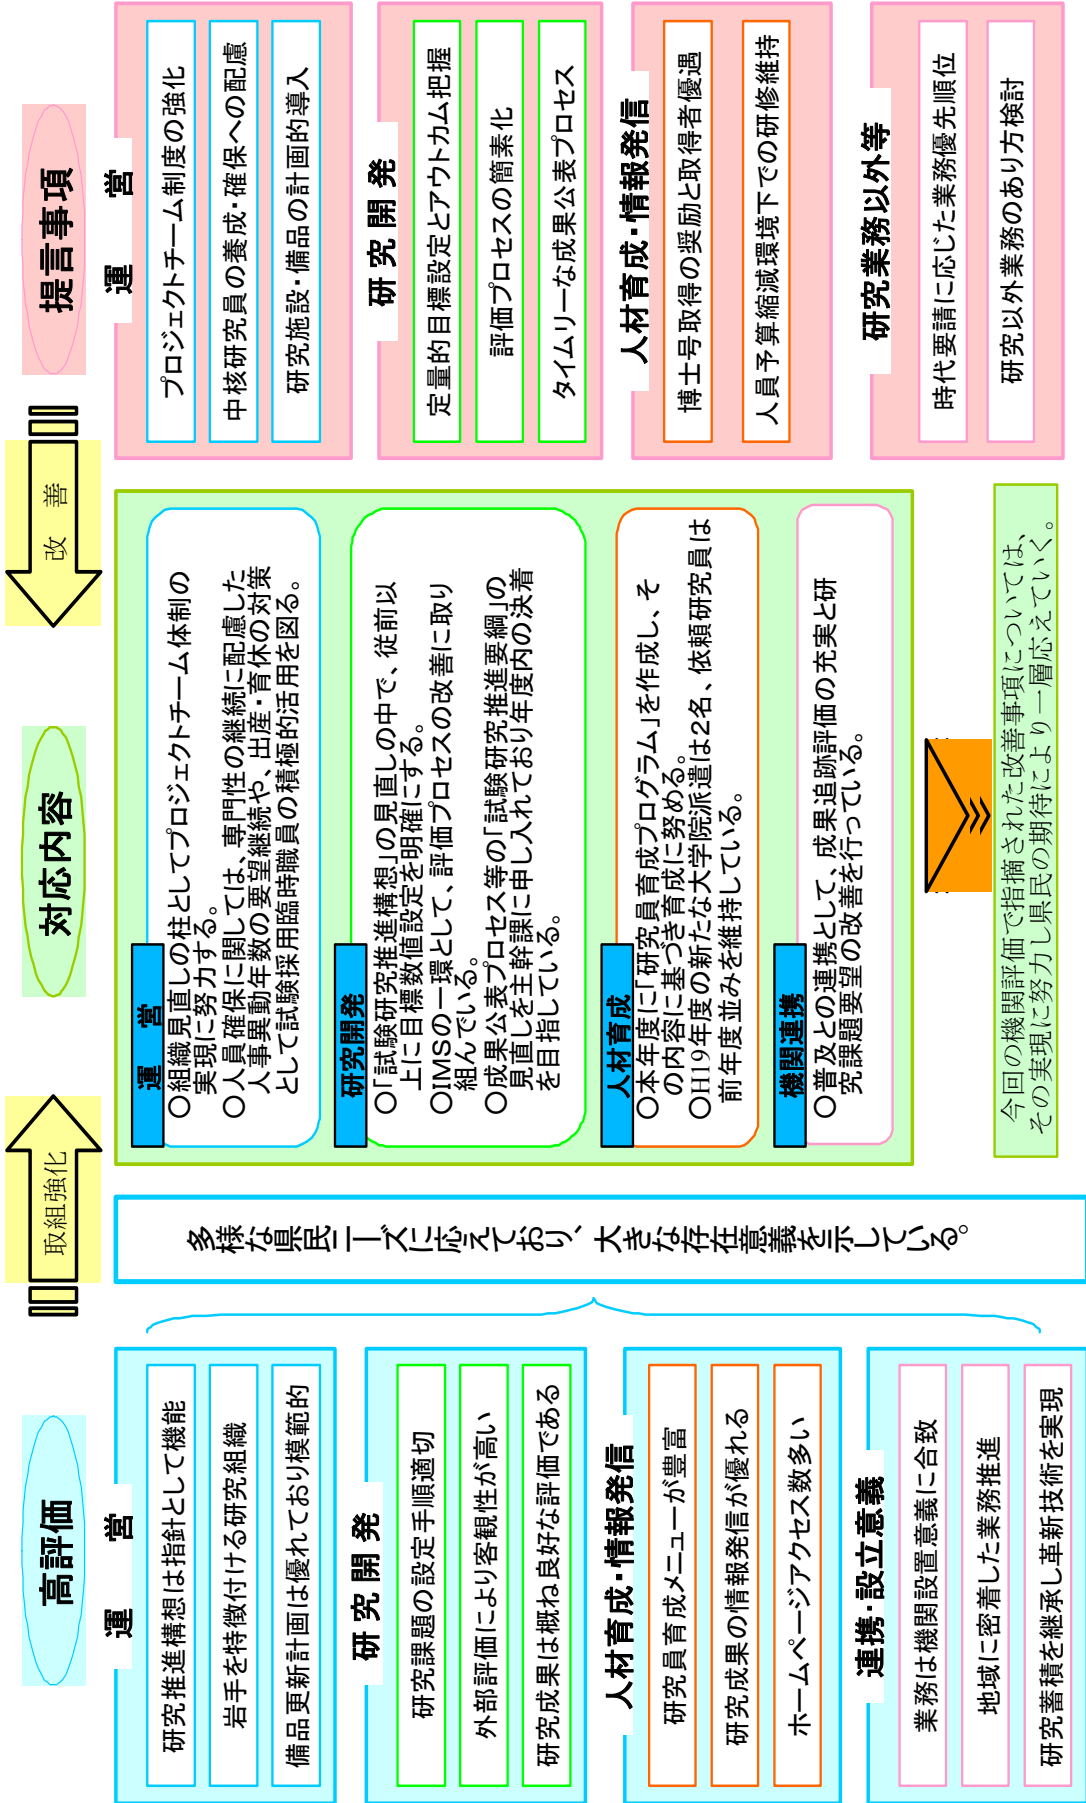 高評価
運　営
研究推進構想は指針として機能
岩手を特徴付ける研究組織
備品更新計画は優れており模範的
研究開発
研究課題の設定手順適切
外部評価により客観性が高い
研究成果は概ね良好な評価である
人材育成・情報発信
研究員育成メニューが豊富
研究成果の情報発信が優れる
ホームページアクセス数多い
連携・設立意義
業務は機関設置意義に合致
地域に密着した業務推進
研究蓄積を継承し革新技術を実現
取組強化
多様な県民ニーズに応えており、大きな存在意義を示している。
対応内容
運　営
○組織見直しの柱としてプロジェクトチーム体制の
実現に努力する。
○人員確保に関しては、専門性の継続に配慮した
人事異動年数の要望継続や、出産・育休の対策
として試験採用臨時職員の積極的活用を図る。
研究開発
○「試験研究推進構想」の見直しの中で、従前以
上に目標数値設定を明確にする。
○IMSの一環として、評価プロセスの改善に取り
組んでいる。
○成果公表プロセス等の「試験研究推進要綱」の
見直しを主幹課に申し入れており年度内の決着
を目指している。
人材育成
○本年度に「研究員育成プログラム」を作成し、そ
の内容に基づき育成に努める。
○H19年度の新たな大学院派遣は2名、依頼研究員は
前年度並みを維持している。
機関連携
○普及との連携として、成果追跡評価の充実と研
究課題要望の改善を行っている。
今回の機関評価で指摘された改善事項については、
その実現に努力し県民の期待により一層応えていく。
改　善
提言事項
運　営
プロジェクトチーム制度の強化
中核研究員の養成・確保への配慮
研究施設・備品の計画的導入
研究開発
定量的目標設定とアウトカム把握
評価プロセスの簡素化
タイムリーな成果公表プロセス
人材育成・情報発信
博士号取得の奨励と取得者優遇
人員予算縮減環境下での研修維持
研究業務以外等
時代要請に応じた業務優先順位
研究以外業務のあり方検討